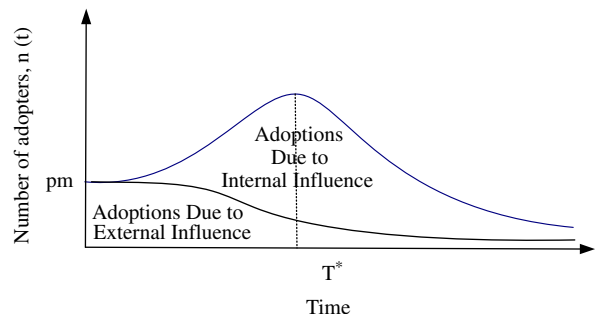 Number of adopters, n (t)
pm
Adoptions
Due to
Internal Influence
Adoptions Due to
External Influence
T*
Time